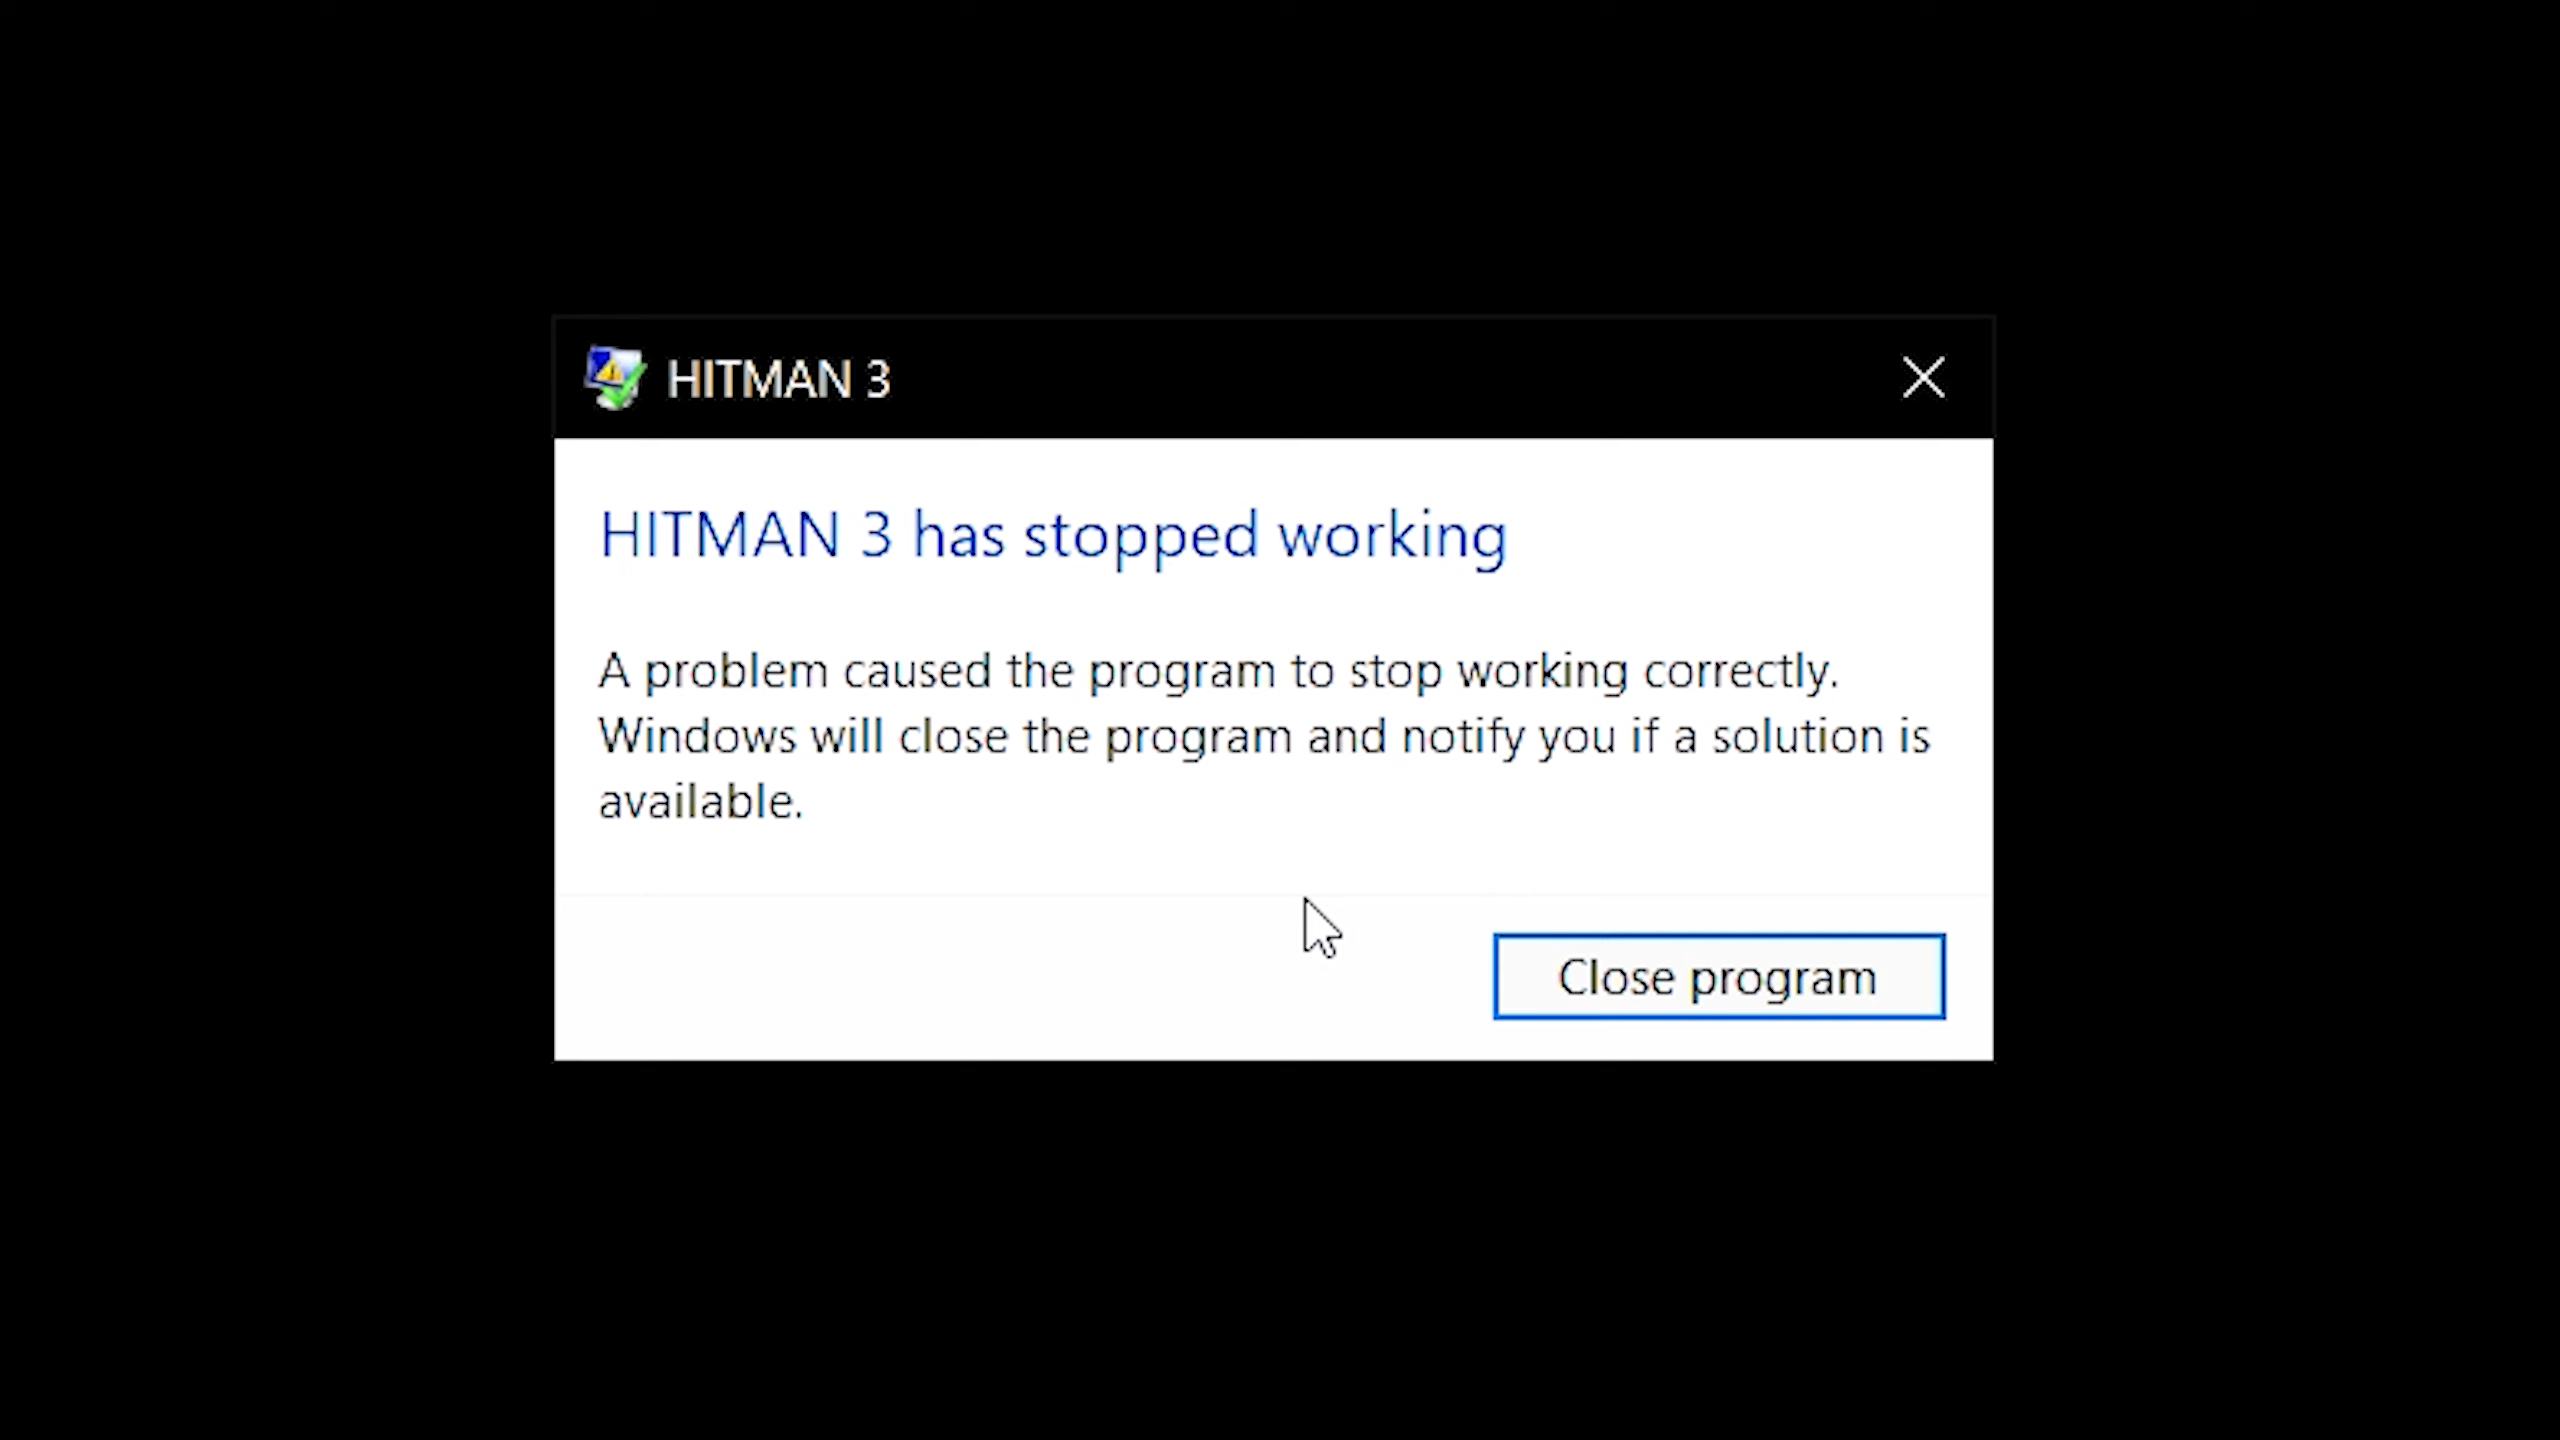 HITMAN 3
HITMAN 3 has stopped working
A problem caused the program to stop working correctly.
Windows will close the program and notify you if a solution is
available.
Close program